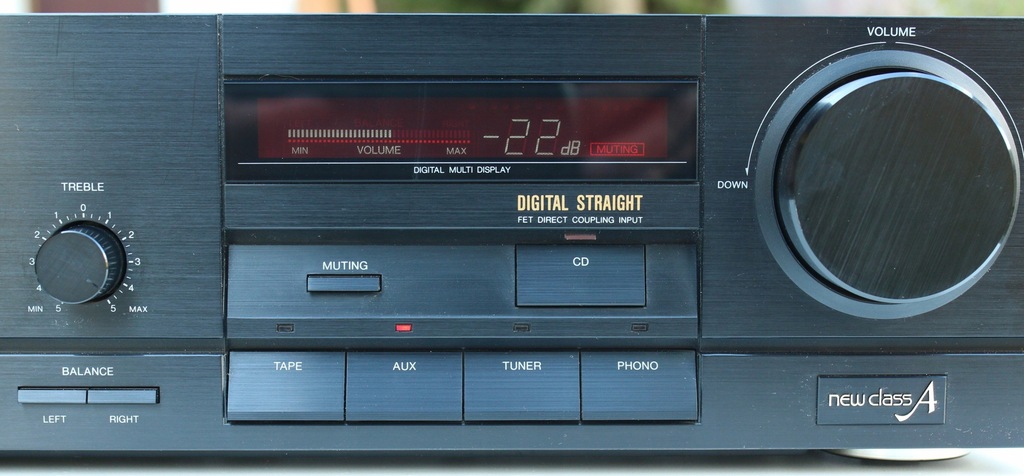 VOLUME
DOWN
-22 dB
MUTING
MIN VOLUME MAX
DIGITAL MULTI DISPLAY
DIGITAL STRAIGHT
FET DIRECT COUPLING INPUT
TREBLE
0
1 1
2 2
3 3
4 4
MIN 5 5 MAX
MUTING
CD
TAPE
AUX
TUNER
PHONO
BALANCE
LEFT RIGHT
new class A